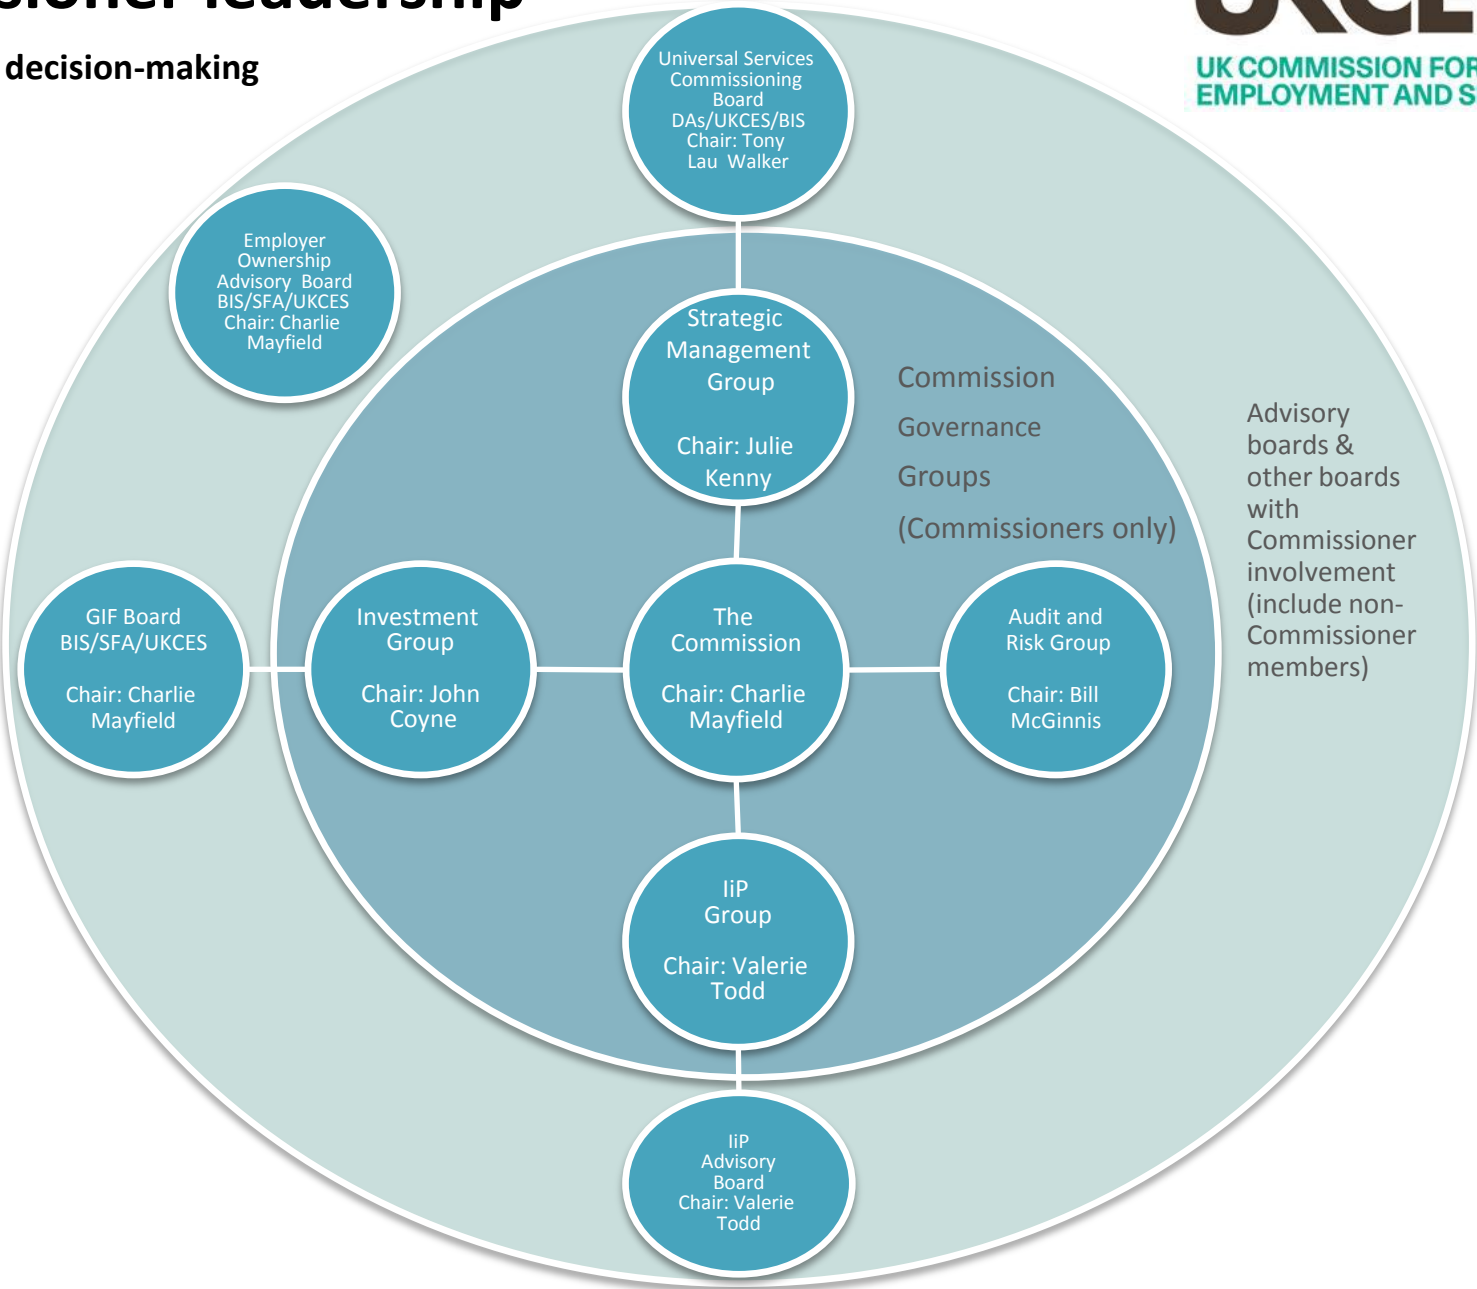 decision-making
UK COMMISSION FOR
EMPLOYMENT AND S
Universal Services
Commissioning
Board
DAs/UKCES/BIS
Chair: Tony
Lau Walker
Employer
Ownership
Advisory Board
BIS/SFA/UKCES
Chair: Charlie
Mayfield
Strategic
Management
Group
Chair: Julie
Kenny
Commission
Governance
Groups
(Commissioners only)
Advisory
boards &
other boards
with
Commissioner
involvement
(include non-
Commissioner
members)
GIF Board
BIS/SFA/UKCES
Chair: Charlie
Mayfield
Investment
Group
Chair: John
Coyne
The
Commission
Chair: Charlie
Mayfield
Audit and
Risk Group
Chair: Bill
McGinnis
IiP
Group
Chair: Valerie
Todd
IiP
Advisory
Board
Chair: Valerie
Todd